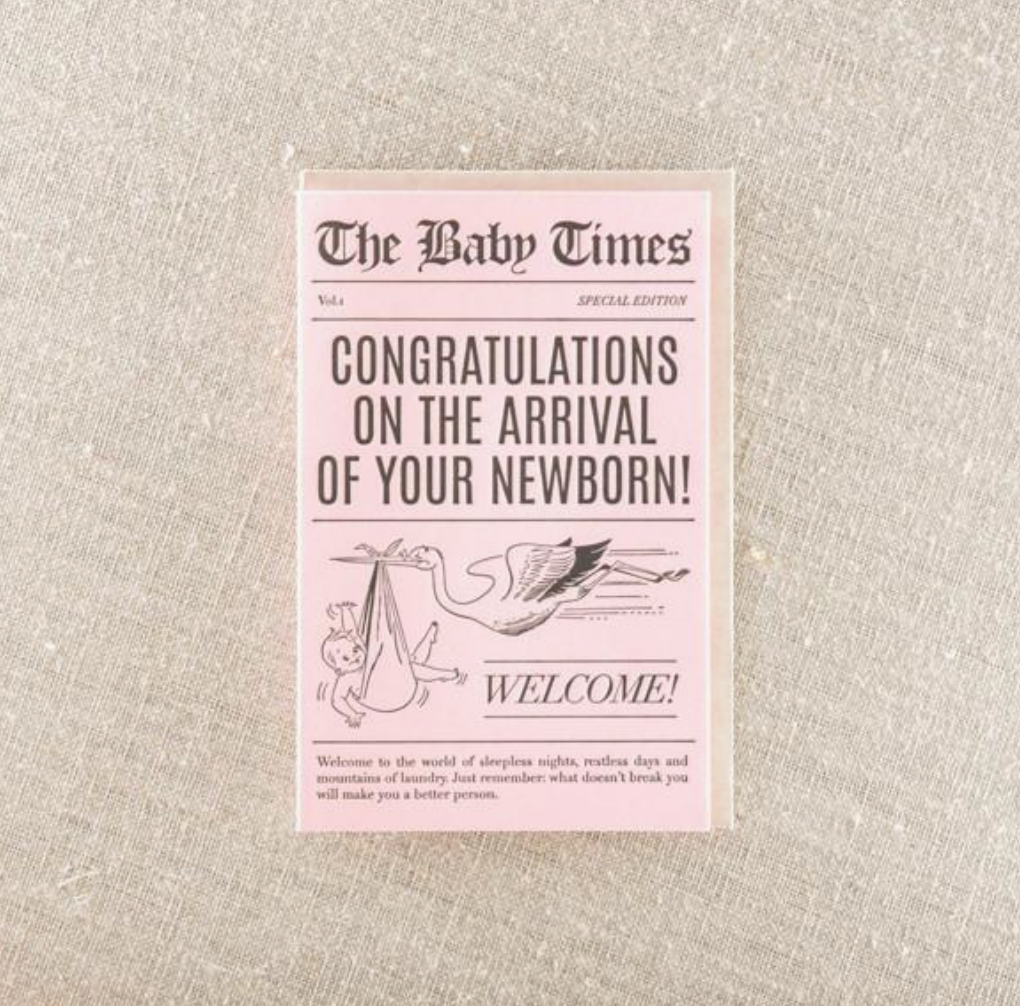 The Baby Times
Vol.1
SPECIAL EDITION
CONGRATULATIONS
ON THE ARRIVAL
OF YOUR NEWBORN!
WELCOME!
Welcome to the world of sleepless nights, restless days and
mountains of laundry. Just remember: what doesn't break you
will make you a better person.